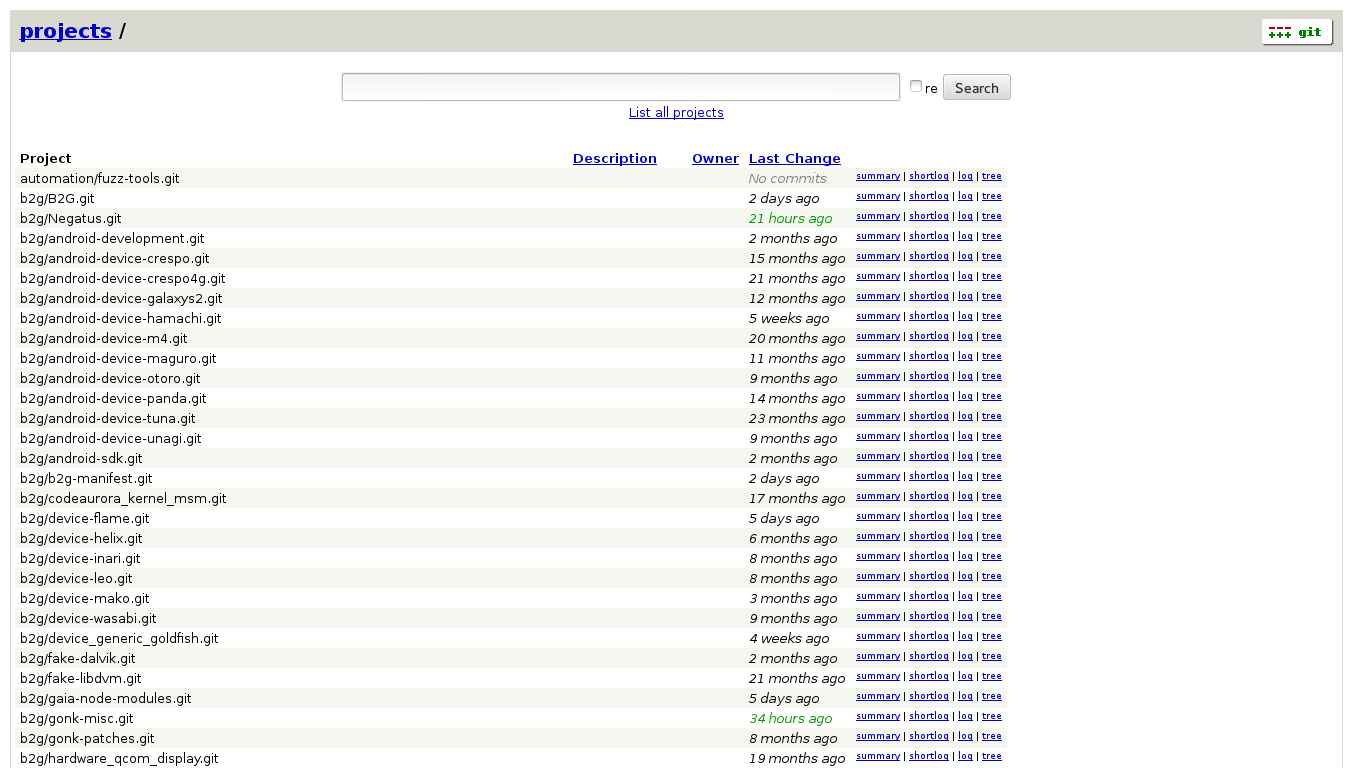 projects /
git
re Search
List all projects
Project Description Owner Last Change
automation/fuzz-tools.git No commits summary | shortlog | log | tree
b2g/B2G.git 2 days ago summary | shortlog | log | tree
b2g/Negatus.git 21 hours ago summary | shortlog | log | tree
b2g/android-development.git 2 months ago summary | shortlog | log | tree
b2g/android-device-crespo.git 15 months ago summary | shortlog | log | tree
b2g/android-device-crespo4g.git 21 months ago summary | shortlog | log | tree
b2g/android-device-galaxys2.git 12 months ago summary | shortlog | log | tree
b2g/android-device-hamachi.git 5 weeks ago summary | shortlog | log | tree
b2g/android-device-m4.git 20 months ago summary | shortlog | log | tree
b2g/android-device-maguro.git 11 months ago summary | shortlog | log | tree
b2g/android-device-otoro.git 9 months ago summary | shortlog | log | tree
b2g/android-device-panda.git 14 months ago summary | shortlog | log | tree
b2g/android-device-tuna.git 23 months ago summary | shortlog | log | tree
b2g/android-device-unagi.git 9 months ago summary | shortlog | log | tree
b2g/android-sdk.git 2 months ago summary | shortlog | log | tree
b2g/b2g-manifest.git 2 days ago summary | shortlog | log | tree
b2g/codeaurora_kernel_msm.git 17 months ago summary | shortlog | log | tree
b2g/device-flame.git 5 days ago summary | shortlog | log | tree
b2g/device-helix.git 6 months ago summary | shortlog | log | tree
b2g/device-inari.git 8 months ago summary | shortlog | log | tree
b2g/device-leo.git 8 months ago summary | shortlog | log | tree
b2g/device-mako.git 3 months ago summary | shortlog | log | tree
b2g/device-wasabi.git 9 months ago summary | shortlog | log | tree
b2g/device_generic_goldfish.git 4 weeks ago summary | shortlog | log | tree
b2g/fake-dalvik.git 2 months ago summary | shortlog | log | tree
b2g/fake-libdvm.git 21 months ago summary | shortlog | log | tree
b2g/gaia-node-modules.git 5 days ago summary | shortlog | log | tree
b2g/gonk-misc.git 34 hours ago summary | shortlog | log | tree
b2g/gonk-patches.git 8 months ago summary | shortlog | log | tree
b2g/hardware_qcom_display.git 19 months ago summary | shortlog | log | tree